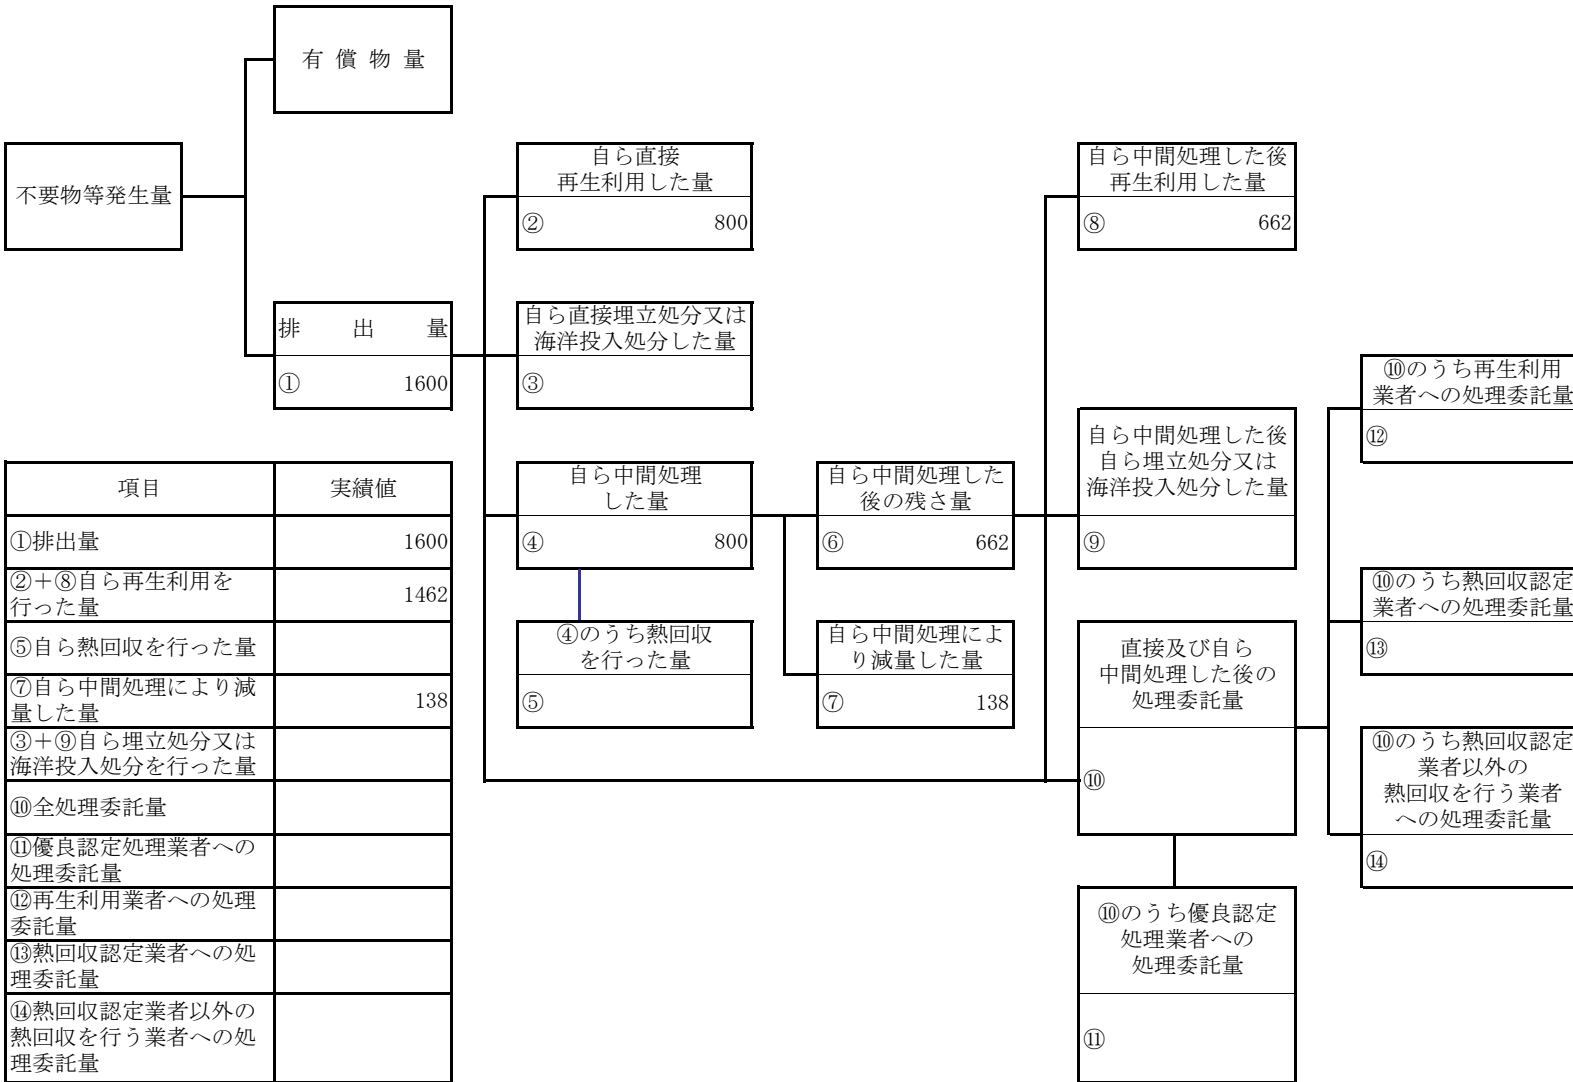 有償物量
不要物等発生量
自ら直接
再生利用した量
② 800
自ら中間処理した後
再生利用した量
⑧ 662
排出量
① 1600
自ら直接埋立処分又は
海洋投入処分した量
③
⑩のうち再生利用
業者への処理委託量
⑫
自ら中間処理した後
自ら埋立処分又は
海洋投入処分した量
⑨
自ら中間処理
した量
④ 800
自ら中間処理した
後の残さ量
⑥ 662
⑩のうち熱回収認定
業者への処理委託量
⑬
④のうち熱回収
を行った量
⑤
自ら中間処理によ
り減量した量
⑦ 138
直接及び自ら
中間処理した後の
処理委託量
⑩
⑩のうち熱回収認定
業者以外の
熱回収を行う業者
への処理委託量
⑭
⑩のうち優良認定
処理業者への
処理委託量
⑪
項目 実績値
①排出量 1600
②＋⑧自ら再生利用を
行った量 1462
⑤自ら熱回収を行った量
⑦自ら中間処理により減
量した量 138
③＋⑨自ら埋立処分又は
海洋投入処分を行った量
⑩全処理委託量
⑪優良認定処理業者への
処理委託量
⑫再生利用業者への処理
委託量
⑬熱回収認定業者への処
理委託量
⑭熱回収認定業者以外の
熱回収を行う業者への処
理委託量